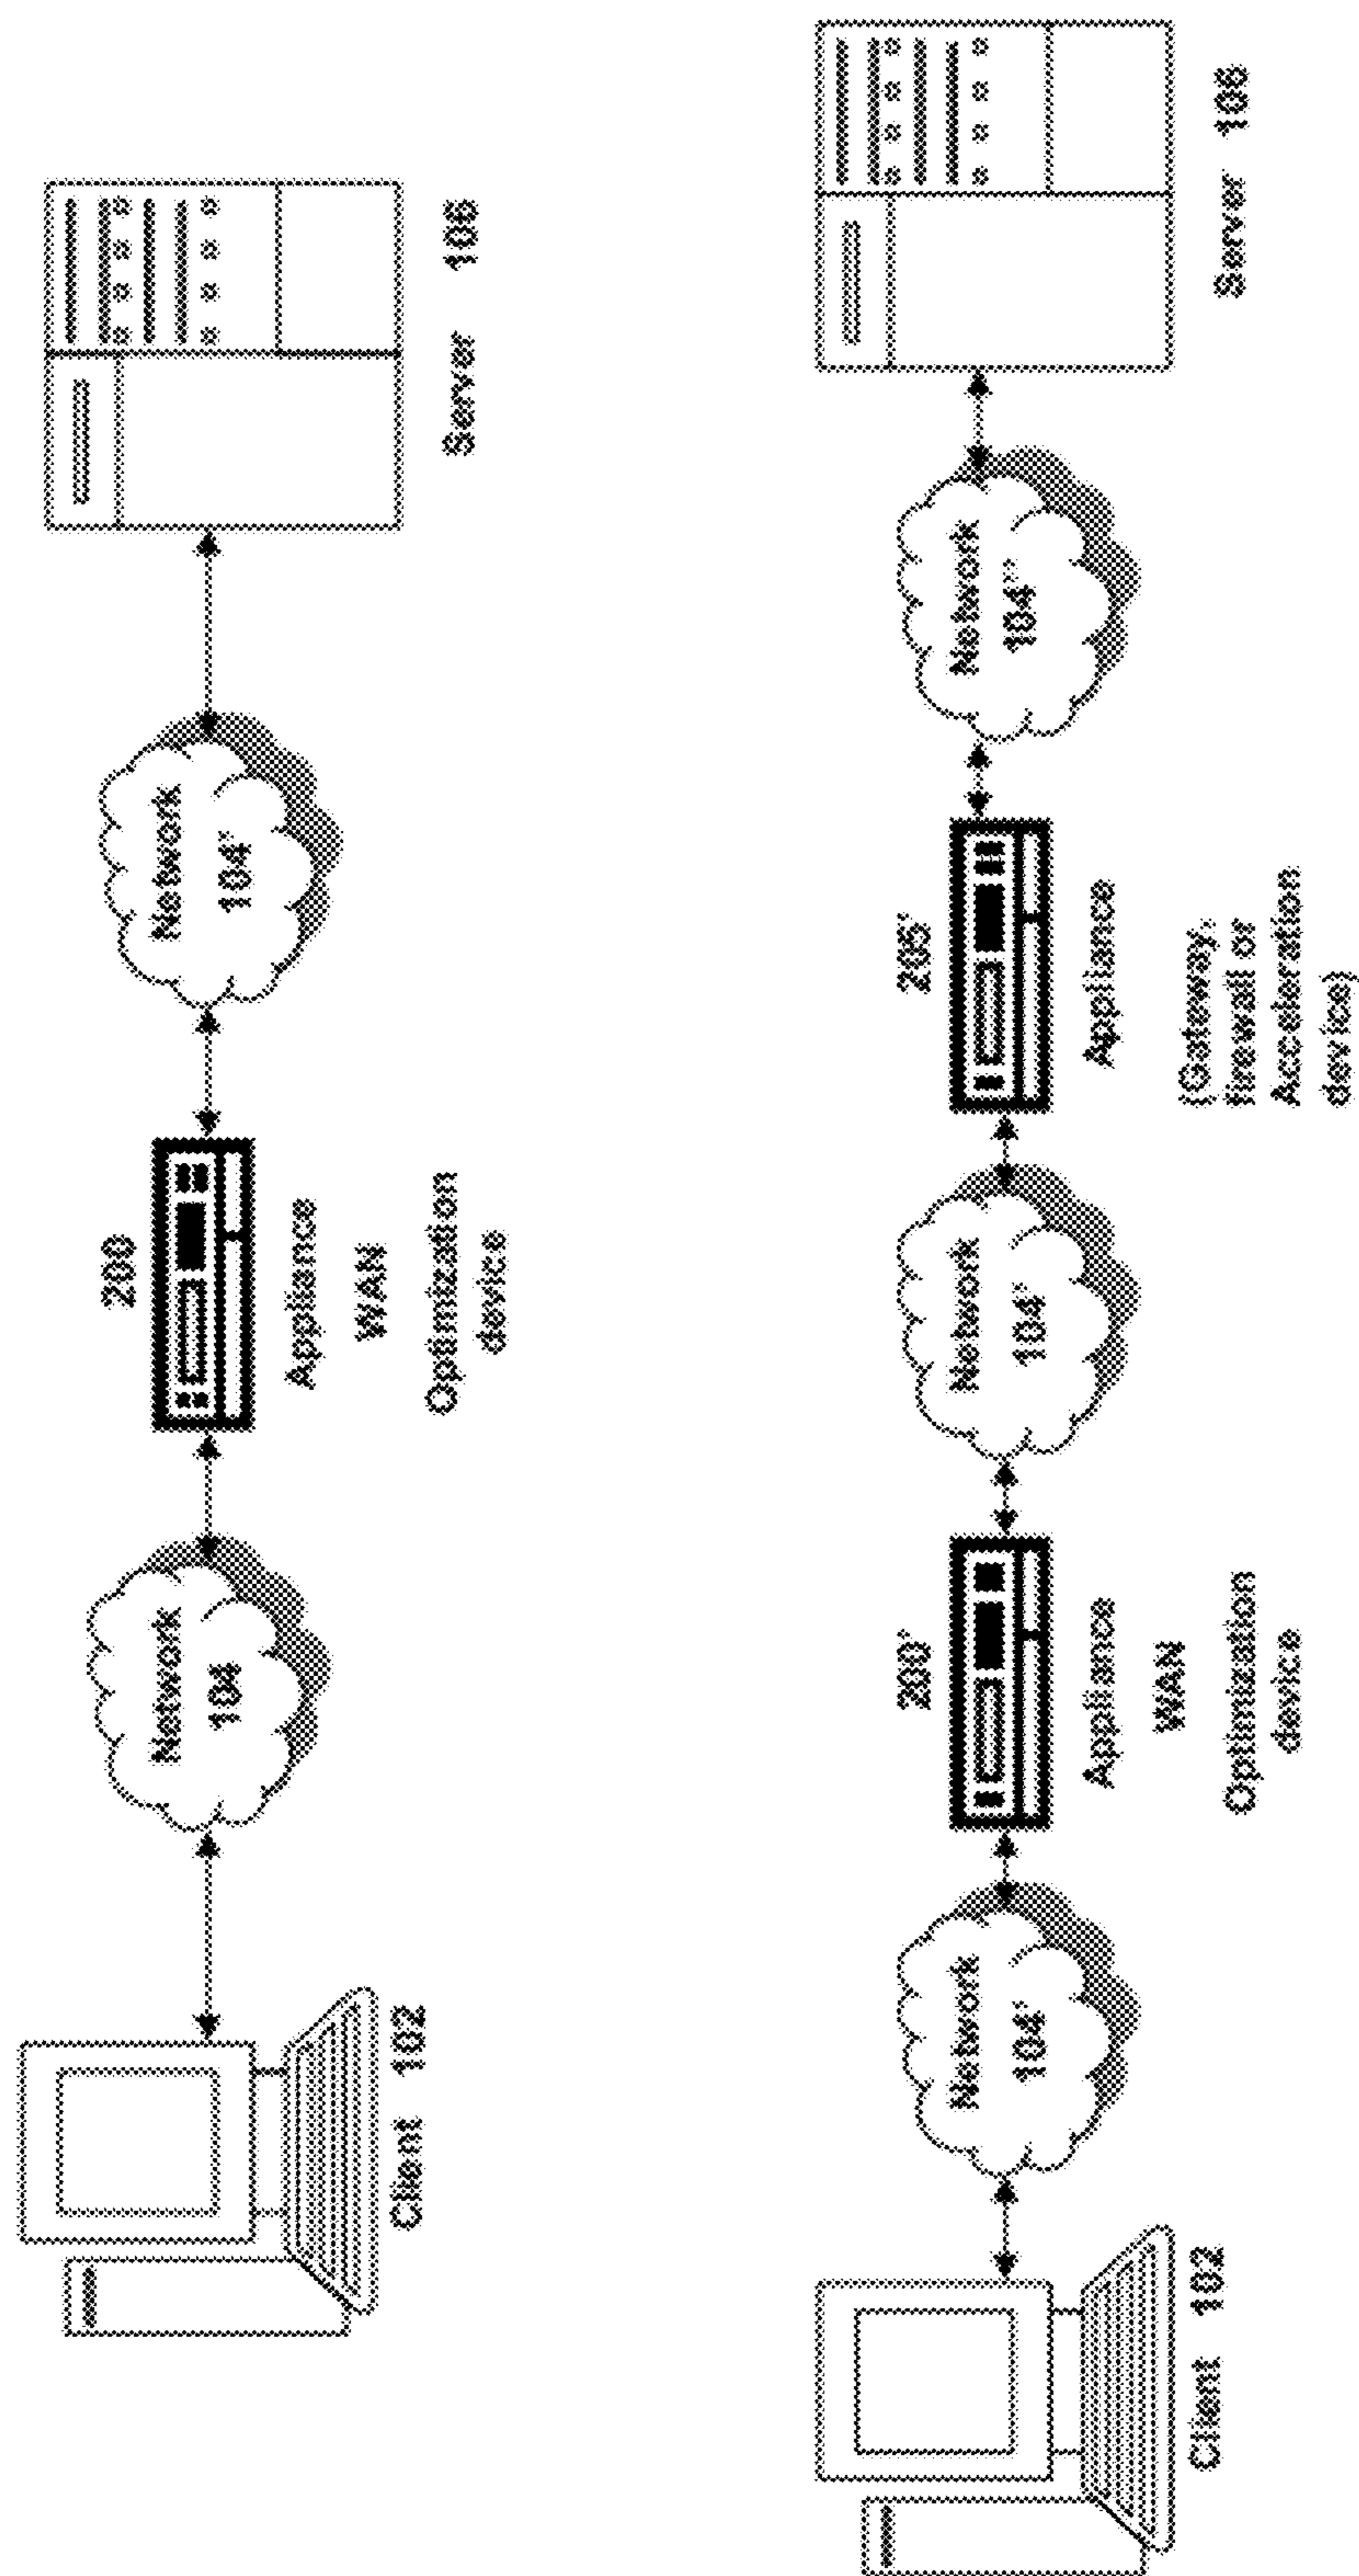 Client 102
Network
104
200
Appliance
WAN
Optimization
device
Network
104'
Server 106
Client 102
Network
104'
200'
Appliance
WAN
Optimization
device
Network
104'
205'
Appliance
(Gateway,
firewall or
Acceleration
device)
Network
104''
Server 106